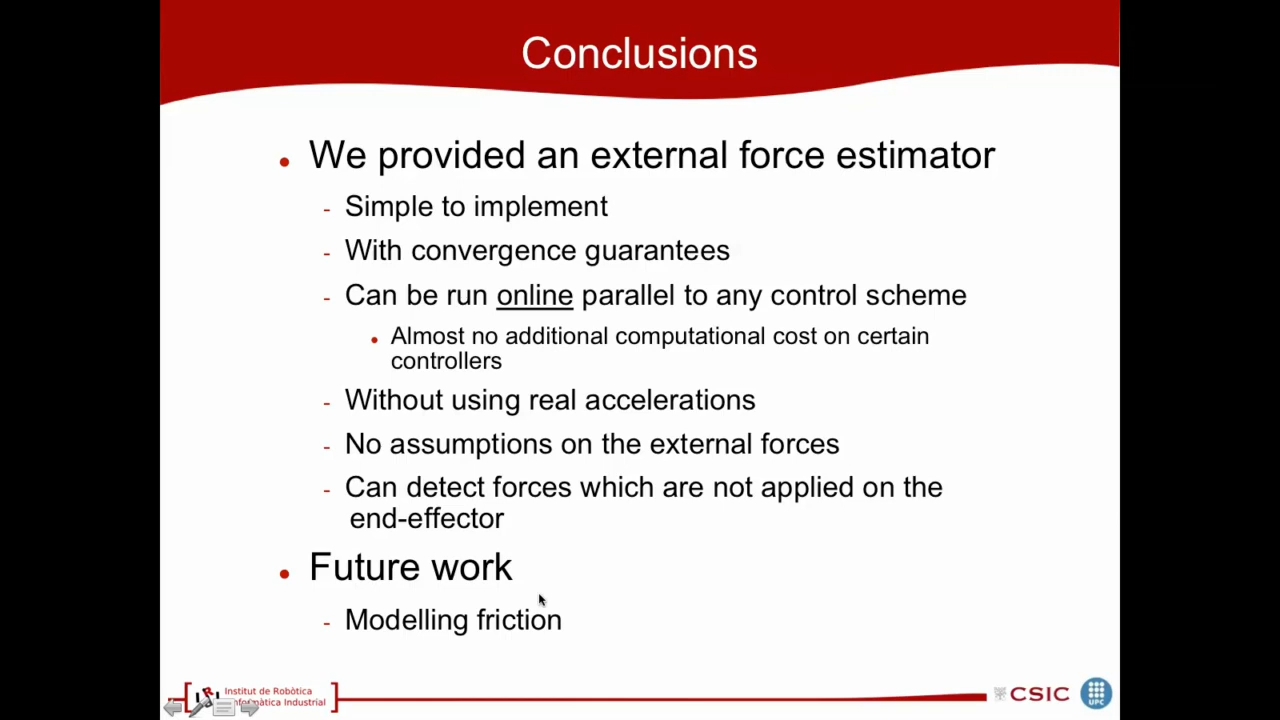 Conclusions
We provided an external force estimator
- Simple to implement
- With convergence guarantees
- Can be run online parallel to any control scheme
Almost no additional computational cost on certain
controllers
- Without using real accelerations
- No assumptions on the external forces
- Can detect forces which are not applied on the
end-effector
Future work
- Modelling friction
Institut de Robòtica
Informàtica Industrial
CSIC
UPC